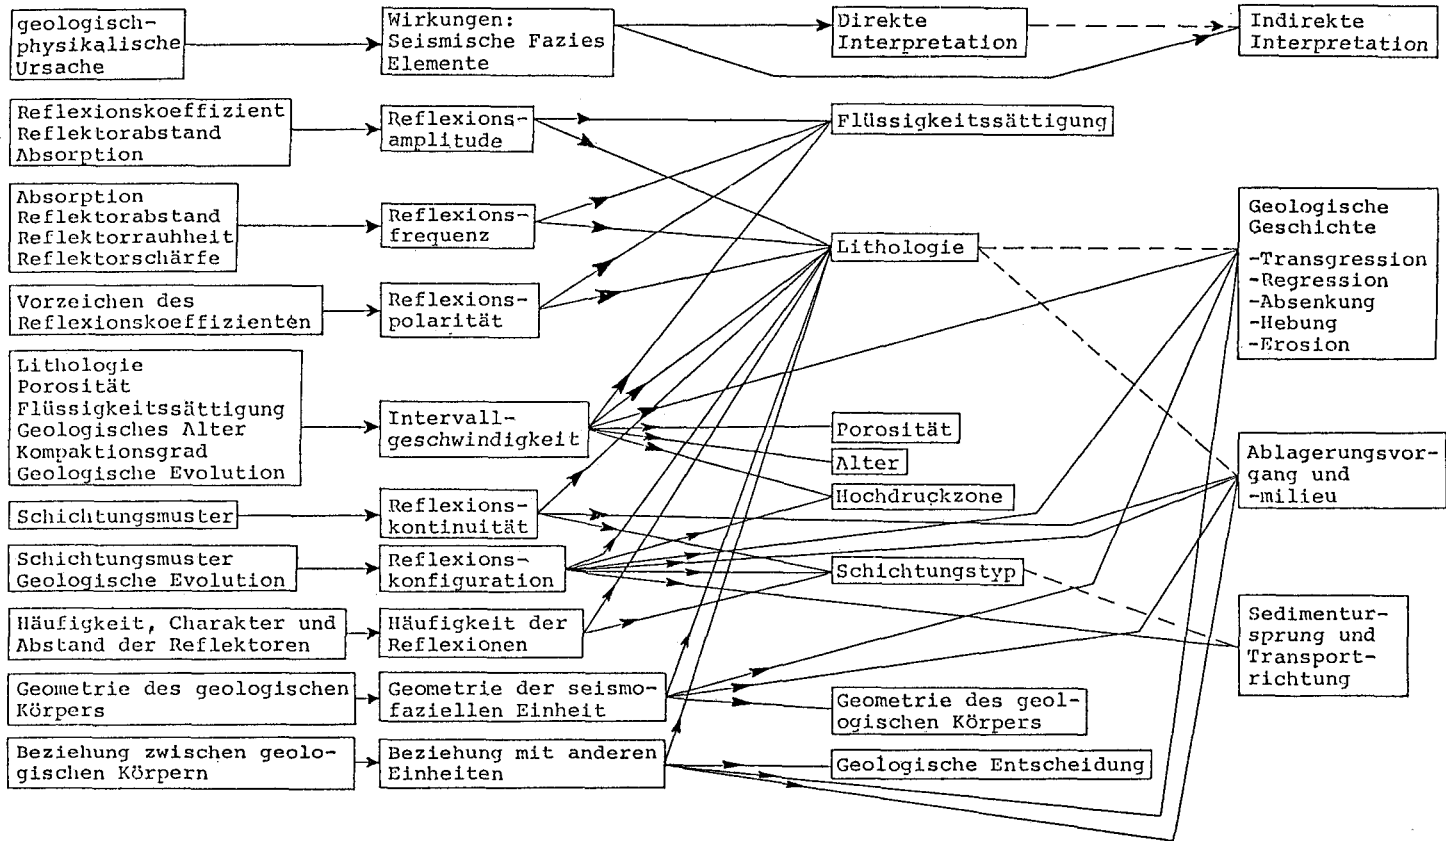 geologisch-
physikalische
Ursache
Wirkungen:
Seismische Fazies
Elemente
Direkte
Interpretation
Indirekte
Interpretation
Reflexionskoeffizient
Reflektorabstand
Absorption
Reflexions-
amplitude
Flüssigkeitssättigung
Absorption
Reflektorabstand
Reflektorrauhheit
Reflektorschärfe
Reflexions-
frequenz
Lithologie
Geologische
Geschichte
-Transgression
-Regression
-Absenkung
-Hebung
-Erosion
Vorzeichen des
Reflexionskoeffizienten
Reflexions-
polarität
Lithologie
Porosität
Flüssigkeitssättigung
Geologisches Alter
Kompaktionsgrad
Geologische Evolution
Intervall-
geschwindigkeit
Porosität
Alter
Hochdruckzone
Ablagerungsvor-
gang und
-milieu
Schichtungsmuster
Reflexions-
kontinuität
Schichtungsmuster
Geologische Evolution
Reflexions-
konfiguration
Schichtungstyp
Häufigkeit, Charakter und
Abstand der Reflektoren
Häufigkeit der
Reflexionen
Sedimentur-
sprung und
Transport-
richtung
Geometrie des geologischen
Körpers
Geometrie der seismo-
faziellen Einheit
Geometrie des geol-
ogischen Körpers
Beziehung zwischen geolo-
gischen Körpern
Beziehung mit anderen
Einheiten
Geologische Entscheidung